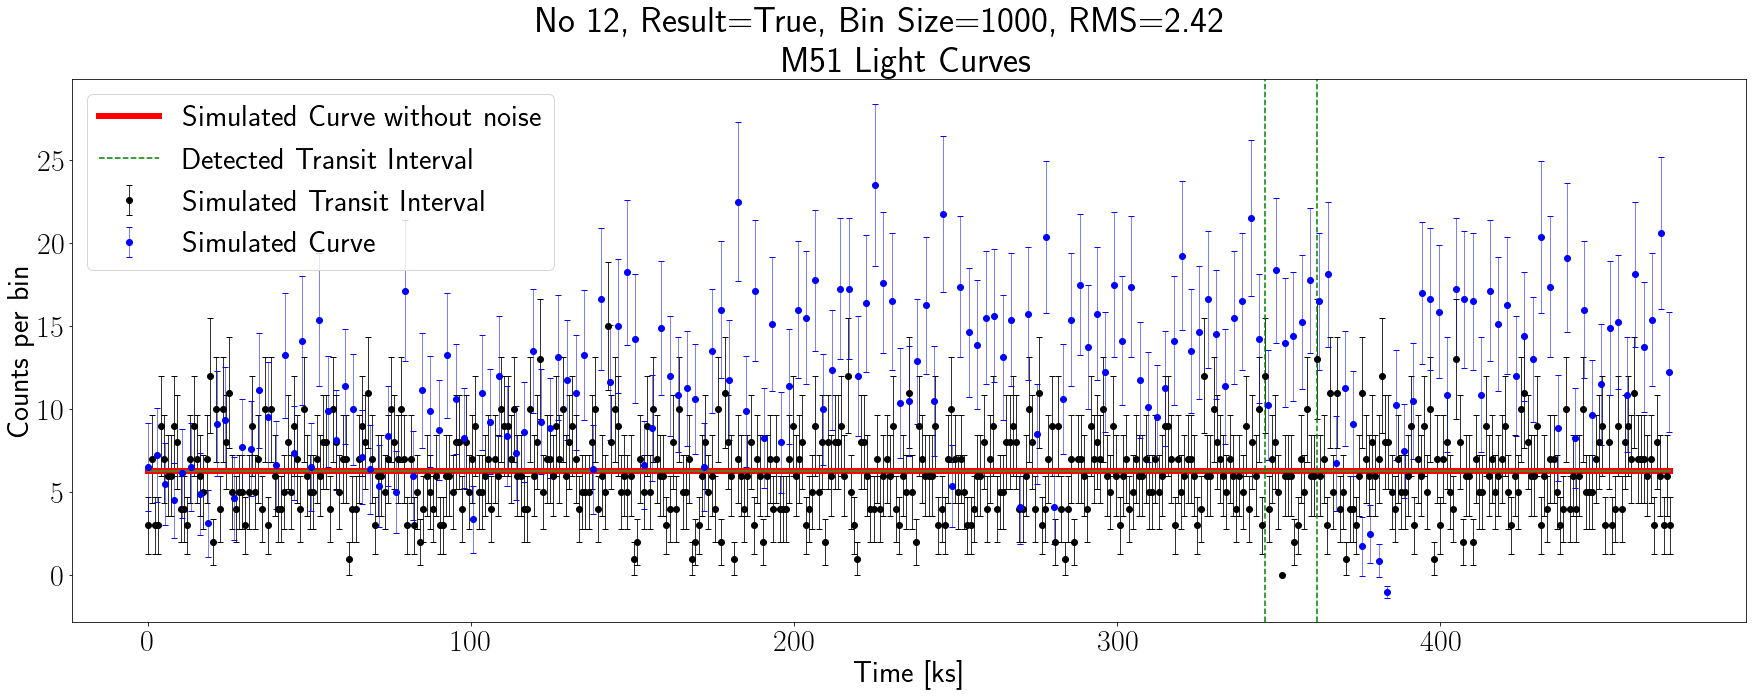 No 12, Result=True, Bin Size=1000, RMS=2.42
M51 Light Curves
Simulated Curve without noise
Detected Transit Interval
Simulated Transit Interval
Simulated Curve
Counts per bin
25
20
15
10
5
0
0 100 200 300 400
Time [ks]